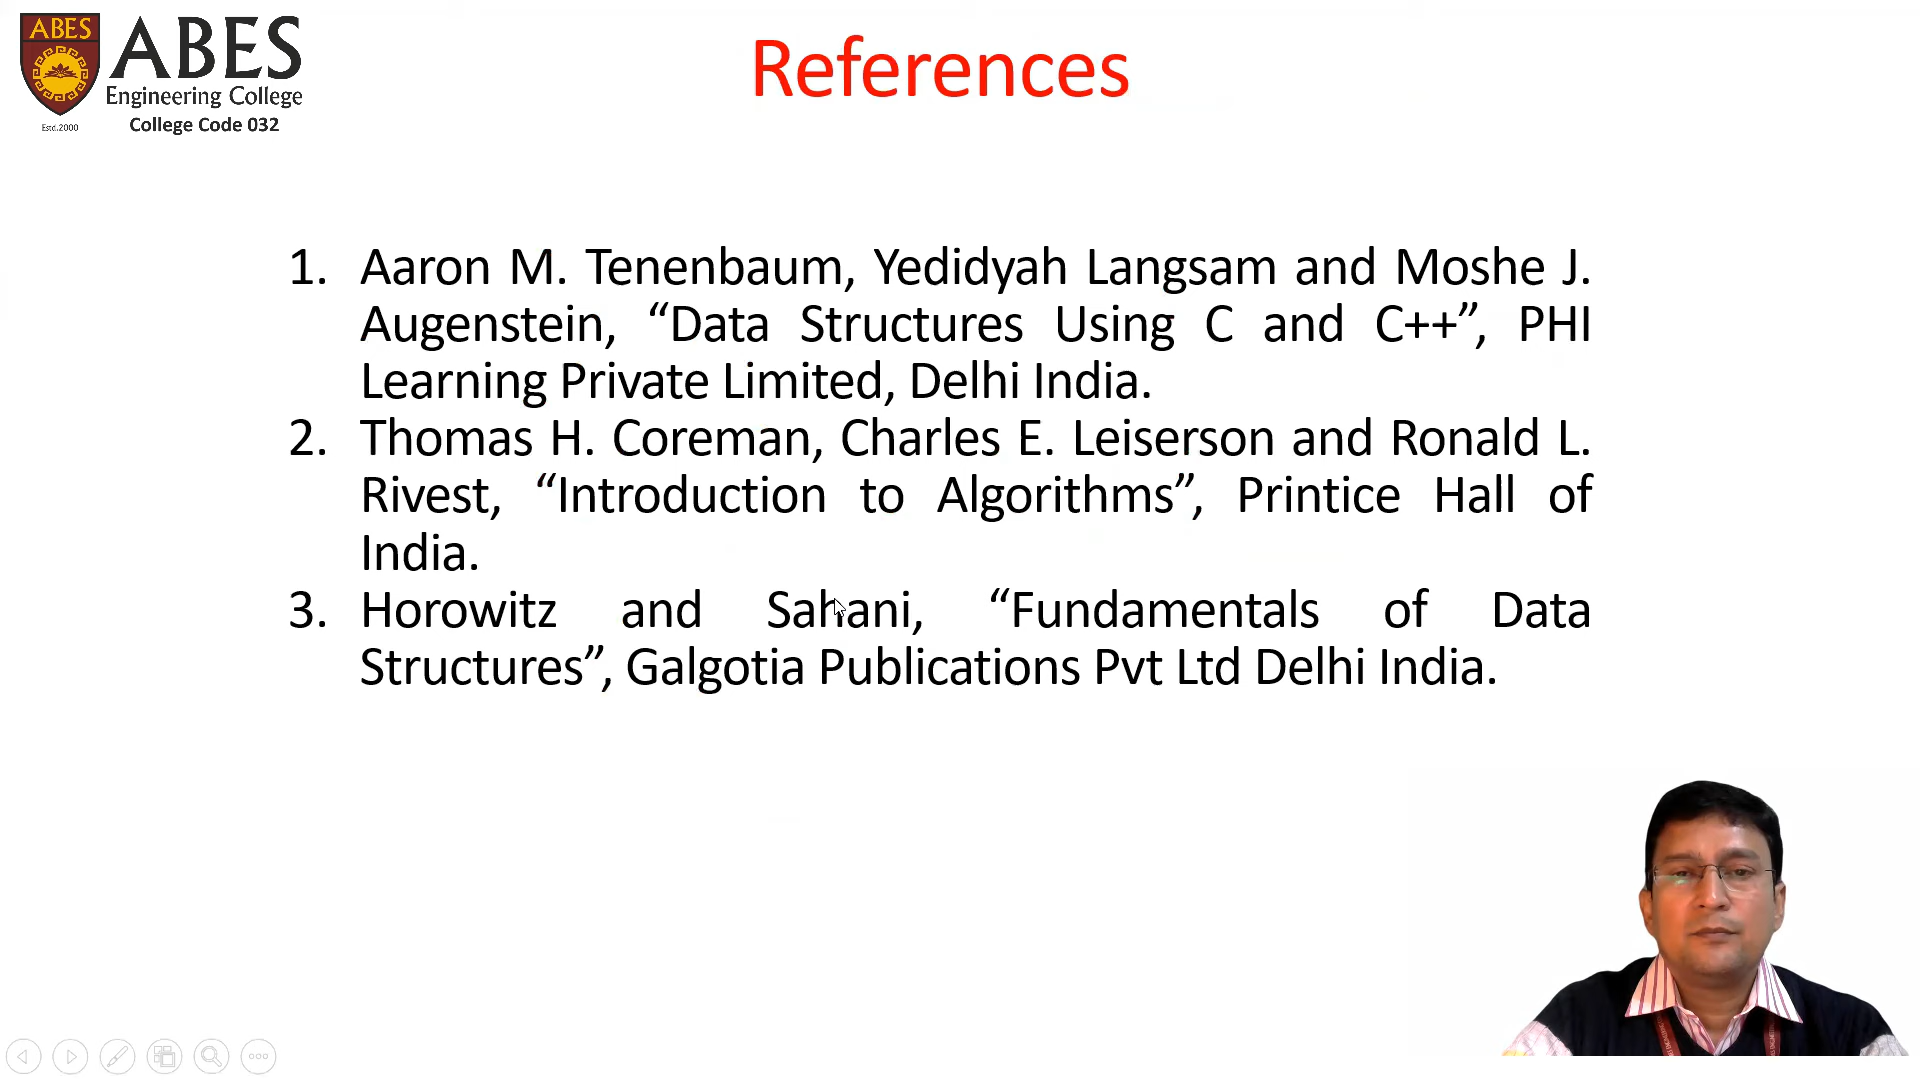 ABES
ABES
Engineering College
Estd.2000
College Code 032
References
1. Aaron M. Tenenbaum, Yedidyah Langsam and Moshe J.
Augenstein, “Data Structures Using C and C++”, PHI
Learning Private Limited, Delhi India.
2. Thomas H. Coreman, Charles E. Leiserson and Ronald L.
Rivest, “Introduction to Algorithms”, Printice Hall of
India.
3. Horowitz and Sahani, “Fundamentals of Data
Structures”, Galgotia Publications Pvt Ltd Delhi India.